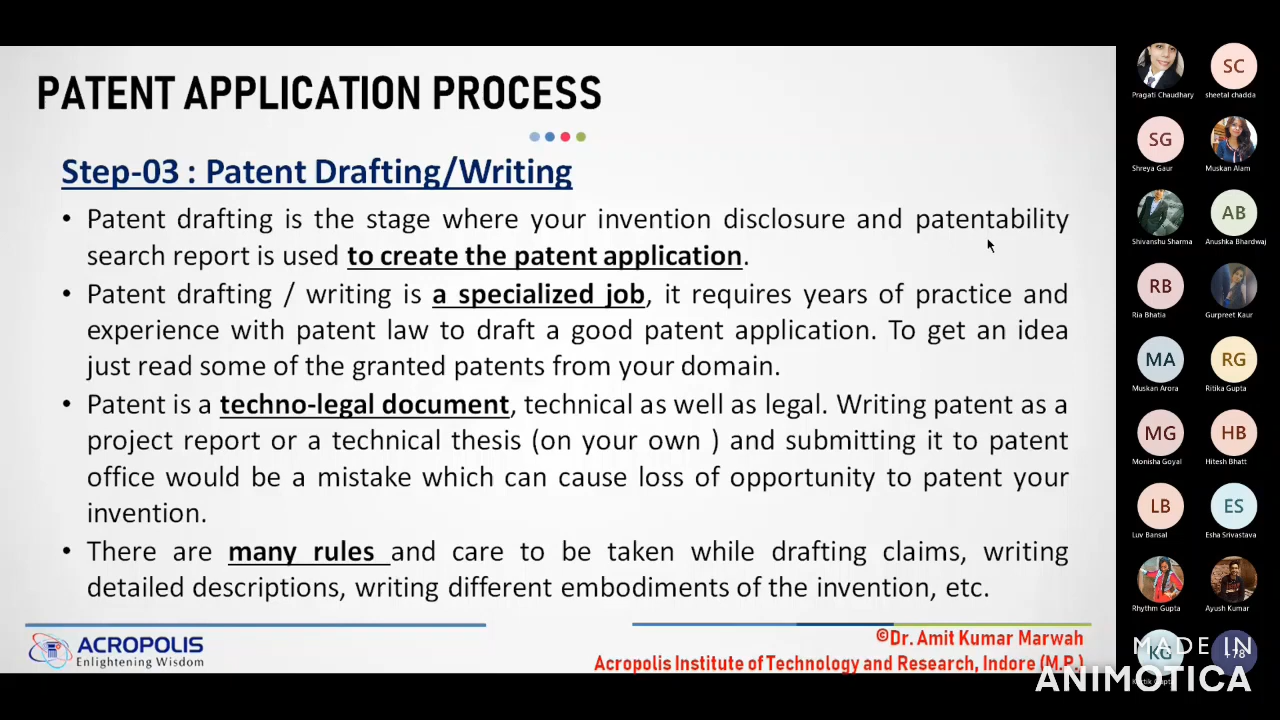 PATENT APPLICATION PROCESS
Step-03 : Patent Drafting/Writing
• Patent drafting is the stage where your invention disclosure and patentability
search report is used to create the patent application.
• Patent drafting / writing is a specialized job, it requires years of practice and
experience with patent law to draft a good patent application. To get an idea
just read some of the granted patents from your domain.
• Patent is a techno-legal document, technical as well as legal. Writing patent as a
project report or a technical thesis (on your own ) and submitting it to patent
office would be a mistake which can cause loss of opportunity to patent your
invention.
• There are many rules and care to be taken while drafting claims, writing
detailed descriptions, writing different embodiments of the invention, etc.
ACROPOLIS
Enlightening Wisdom
©Dr. Amit Kumar Marwah
Acropolis Institute of Technology and Research, Indore (M.P.)
SC
Pragati Chaudhary sheetal chadda
SG
Shreya Gaur Muskan Alam
AB
Shivanshu Sharma Anushka Bhardwaj
RB
Ria Bhatia Gurpreet Kaur
MA RG
Muskan Arora Ritika Gupta
MG HB
Monisha Goyal Hitesh Bhatt
LB ES
Luv Bansal Esha Srivastava
Rhythm Gupta Ayush Kumar
KG +78
MADE IN
ANIMOTICA